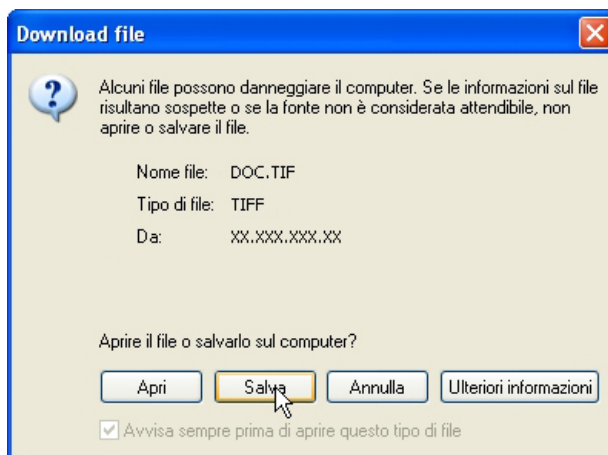 Download file
Alcuni file possono danneggiare il computer. Se le informazioni sul file
risultano sospette o se la fonte non è considerata attendibile, non
aprire o salvare il file.
Nome file: DOC.TIF
Tipo di file: TIFF
Da: XX.XXX.XXX.XX
Aprire il file o salvarlo sul computer?
Apri Salva Annulla Ulteriori informazioni
Avvisa sempre prima di aprire questo tipo di file